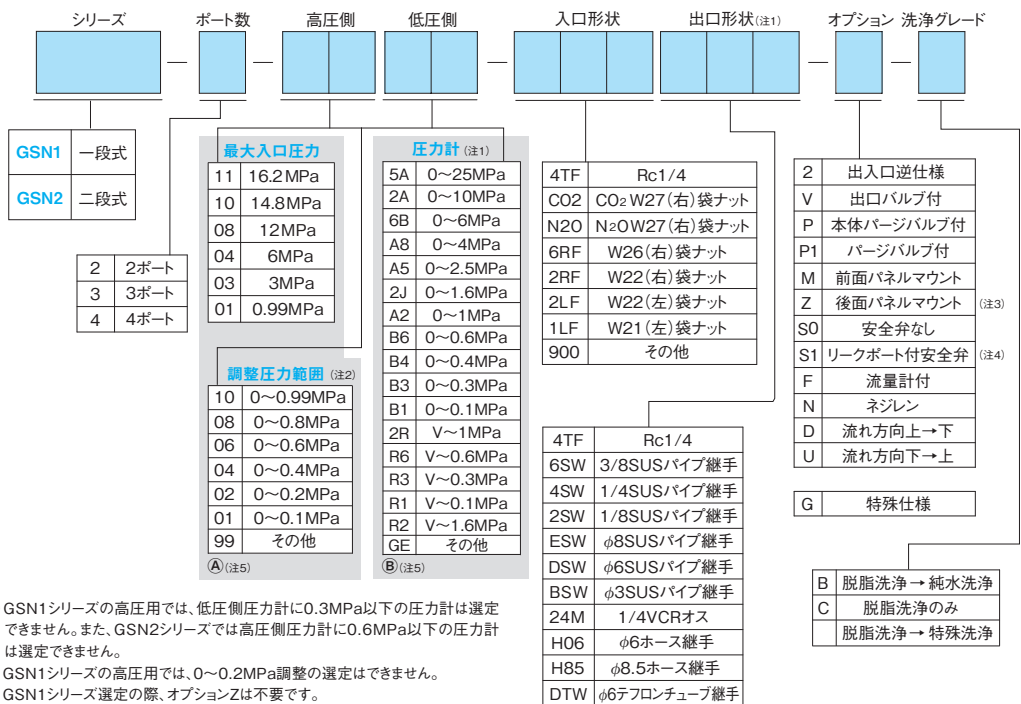 シリーズ ポート数 高圧側 低圧側 入口形状 出口形状(注1) オプション 洗浄グレード
GSN1 一段式
GSN2 二段式
2 2ポート
3 3ポート
4 4ポート
最大入口圧力
11 16.2MPa
10 14.8MPa
08 12MPa
04 6MPa
03 3MPa
01 0.99MPa
調整圧力範囲 (注2)
10 0〜0.99MPa
08 0〜0.8MPa
06 0〜0.6MPa
04 0〜0.4MPa
02 0〜0.2MPa
01 0〜0.1MPa
99 その他
Ⓐ(注5)
圧力計 (注1)
5A 0〜25MPa
2A 0〜10MPa
6B 0〜6MPa
A8 0〜4MPa
A5 0〜2.5MPa
2J 0〜1.6MPa
A2 0〜1MPa
B6 0〜0.6MPa
B4 0〜0.4MPa
B3 0〜0.3MPa
B1 0〜0.1MPa
2R V〜1MPa
R6 V〜0.6MPa
R3 V〜0.3MPa
R1 V〜0.1MPa
R2 V〜1.6MPa
GE その他
Ⓑ(注5)
4TF Rc1/4
CO2 CO₂W27(右)袋ナット
N2O N₂OW27(右)袋ナット
6RF W26(右)袋ナット
2RF W22(右)袋ナット
2LF W22(左)袋ナット
1LF W21(左)袋ナット
900 その他
4TF Rc1/4
6SW 3/8SUSパイプ継手
4SW 1/4SUSパイプ継手
2SW 1/8SUSパイプ継手
ESW φ8SUSパイプ継手
DSW φ6SUSパイプ継手
BSW φ3SUSパイプ継手
24M 1/4VCRオス
H06 φ6ホース継手
H85 φ8.5ホース継手
DTW φ6テフロンチューブ継手
2 出入口逆仕様
V 出口バルブ付
P 本体パージバルブ付
P1 パージバルブ付
M 前面パネルマウント
Z 後面パネルマウント (注3)
S0 安全弁なし
S1 リークポート付安全弁 (注4)
F 流量計付
N ネジレン
D 流れ方向上→下
U 流れ方向下→上
G 特殊仕様
B 脱脂洗浄→純水洗浄
C 脱脂洗浄のみ
脱脂洗浄→特殊洗浄
GSN1シリーズの高圧用では、低圧側圧力計に0.3MPa以下の圧力計は選定
できません。また、GSN2シリーズでは高圧側圧力計に0.6MPa以下の圧力計
は選定できません。
GSN1シリーズの高圧用では、0〜0.2MPa調整の選定はできません。
GSN1シリーズ選定の際、オプションZは不要です。